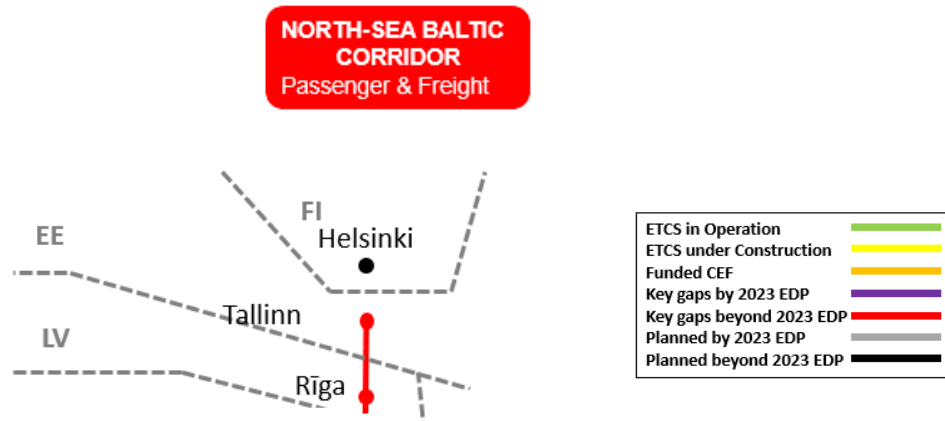 NORTH-SEA BALTIC
CORRIDOR
Passenger & Freight
FI
Helsinki
EE
Tallinn
LV
Rīga
ETCS in Operation
ETCS under Construction
Funded CEF
Key gaps by 2023 EDP
Key gaps beyond 2023 EDP
Planned by 2023 EDP
Planned beyond 2023 EDP